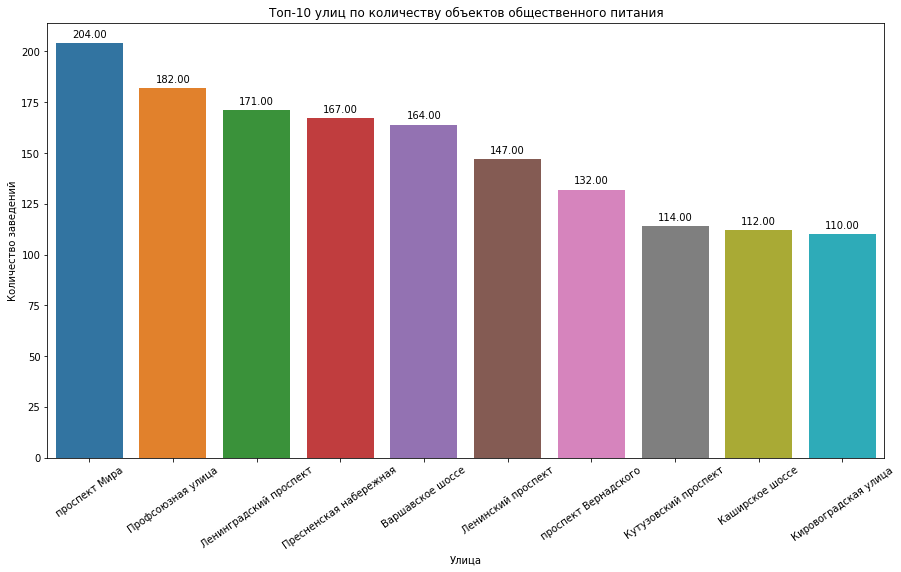 Топ-10 улиц по количеству объектов общественного питания
204.00
182.00
171.00
167.00
164.00
147.00
132.00
114.00
112.00
110.00
Количество заведений
200
175
150
125
100
75
50
25
0
проспект Мира
Профсоюзная улица
Ленинградский проспект
Пресненская набережная
Варшавское шоссе
Ленинский проспект
проспект Вернадского
Кутузовский проспект
Каширское шоссе
Кировоградская улица
Улица